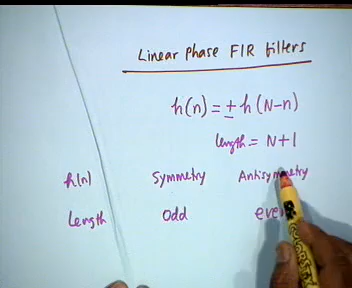 Linear Phase FIR filters
h(n) = ± h(N-n)
length = N+1
h(n) Symmetry Antisymmetry
Length Odd even